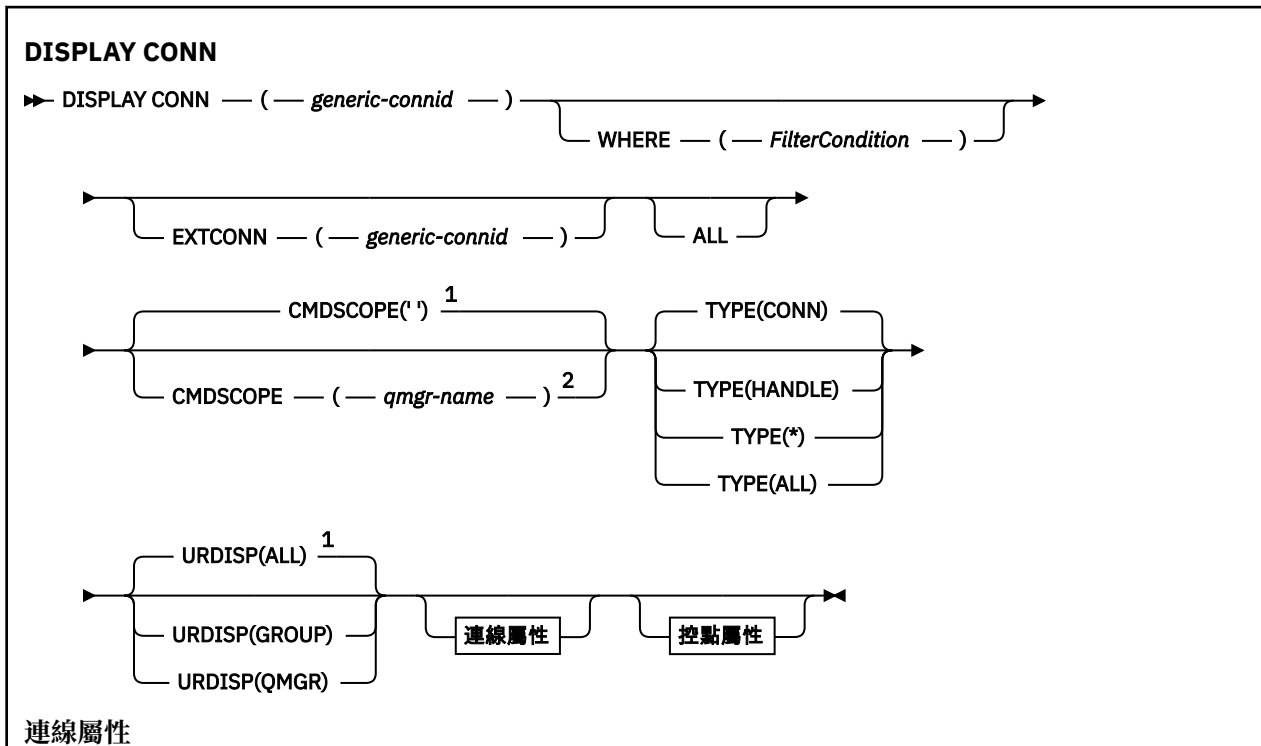 DISPLAY CONN
DISPLAY CONN — ( — generic-connid — )
WHERE — ( — FilterCondition — )
EXTCONN — ( — generic-connid — )
ALL
CMDSCOPE(' ') 1
CMDSCOPE — ( — qmgr-name — ) 2
TYPE(CONN)
TYPE(HANDLE)
TYPE(*)
TYPE(ALL)
URDISP(ALL) 1
URDISP(GROUP)
URDISP(QMGR)
連線屬性
控點屬性
連線屬性